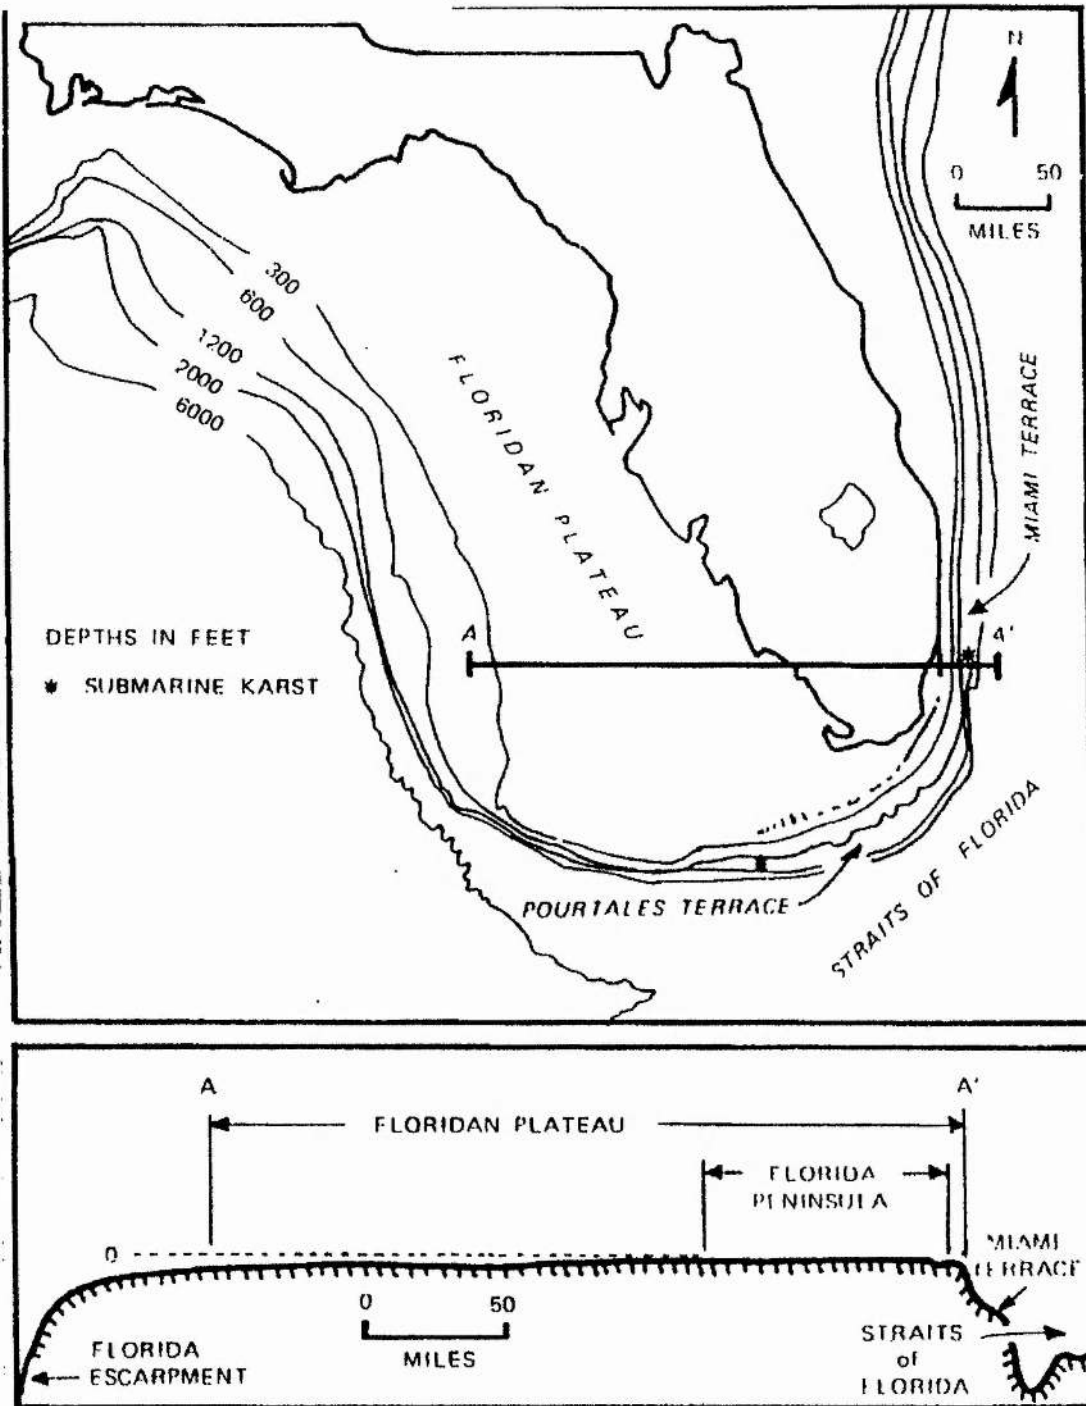 N
0 50
MILES
300
600
1200
2000
6000
FLORIDAN PLATEAU
MIAMI TERRACE
DEPTHS IN FEET
✷ SUBMARINE KARST
A A'
POURTALES TERRACE
STRAITS OF FLORIDA
A A'
FLORIDAN PLATEAU
FLORIDA
PENINSULA
0
MIAMI
TERRACE
0 50
MILES
FLORIDA
ESCARPMENT
STRAITS
of
FLORIDA